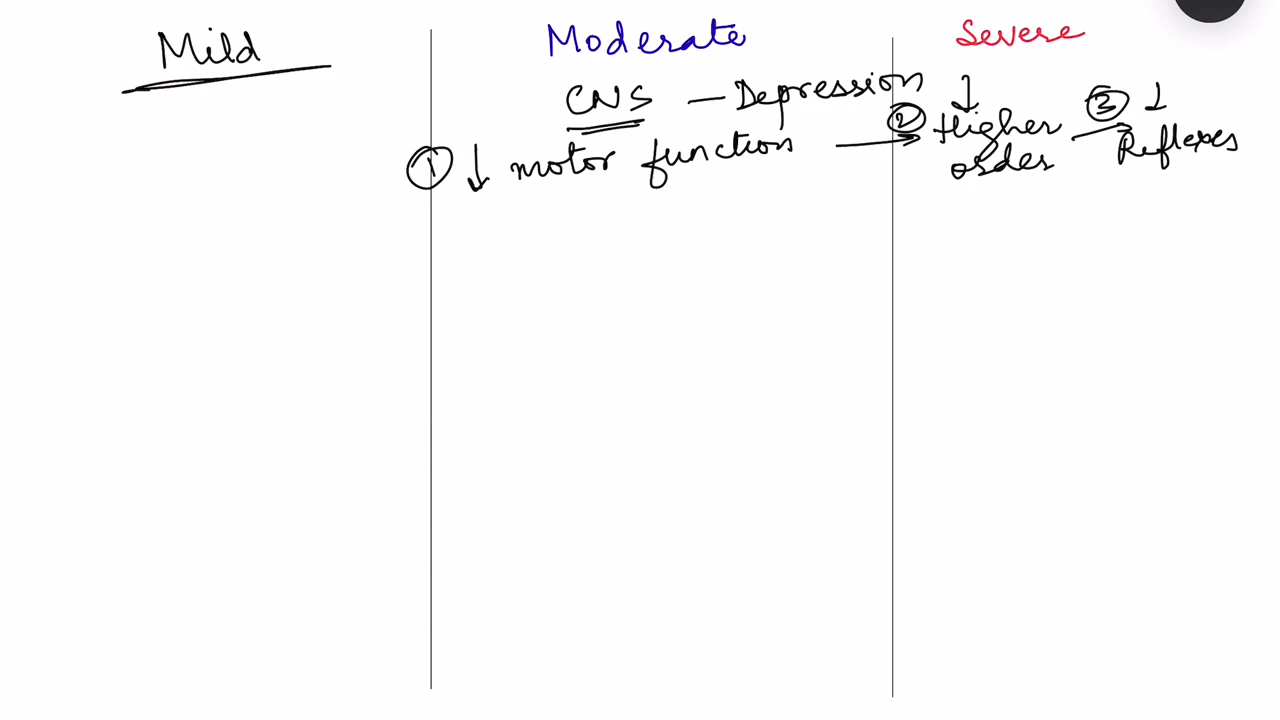 Mild
Moderate
Severe
CNS — Depression
① ↓ motor function → ② ↓ Higher order → ③ ↓ Reflexes